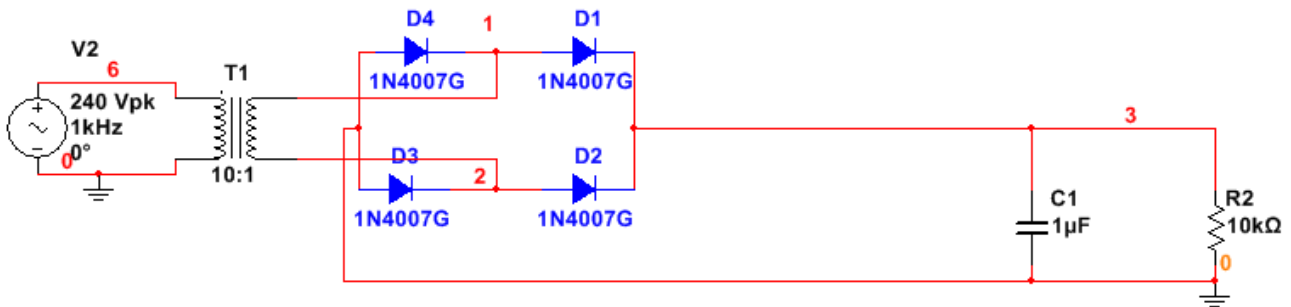 V2
6
240 Vpk
1kHz
0°
0
T1
10:1
D4
1N4007G
1
D1
1N4007G
D3
1N4007G
2
D2
1N4007G
3
C1
1µF
R2
10kΩ
0